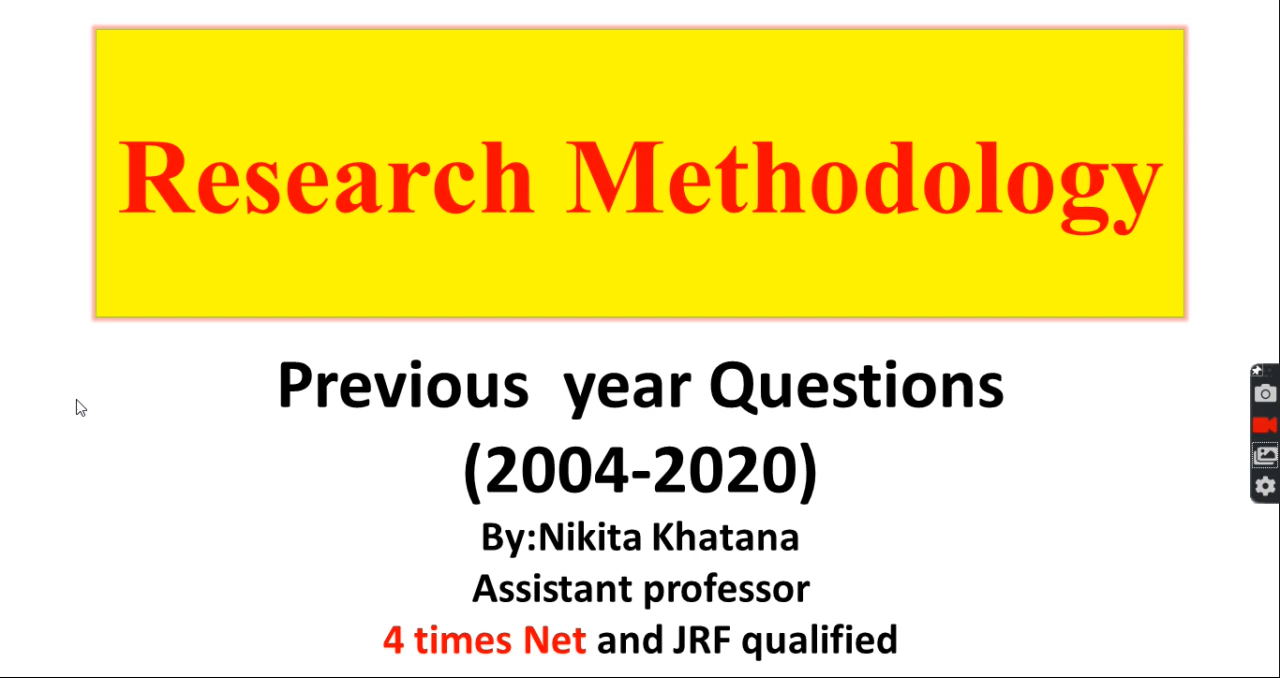 Research Methodology
Previous  year Questions
(2004-2020)
By:Nikita Khatana
Assistant professor
4 times Net and JRF qualified